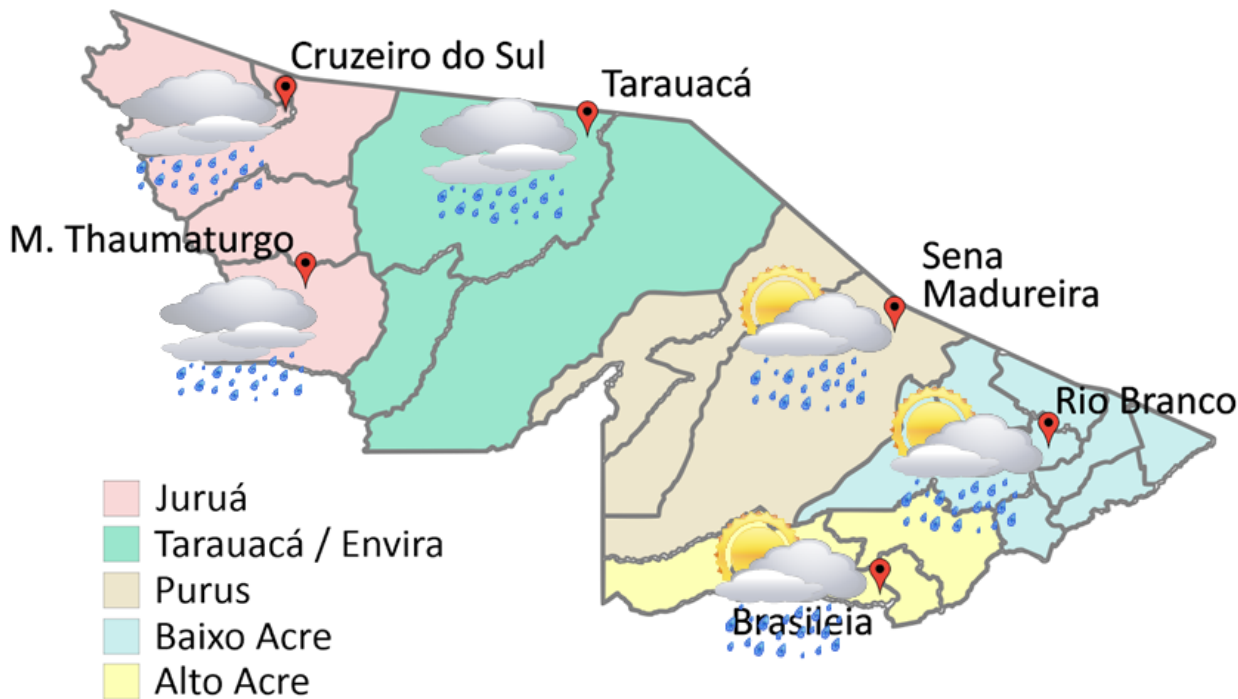 Cruzeiro do Sul
Tarauacá
M. Thaumaturgo
Sena
Madureira
Rio Branco
Brasileia
Juruá
Tarauacá / Envira
Purus
Baixo Acre
Alto Acre